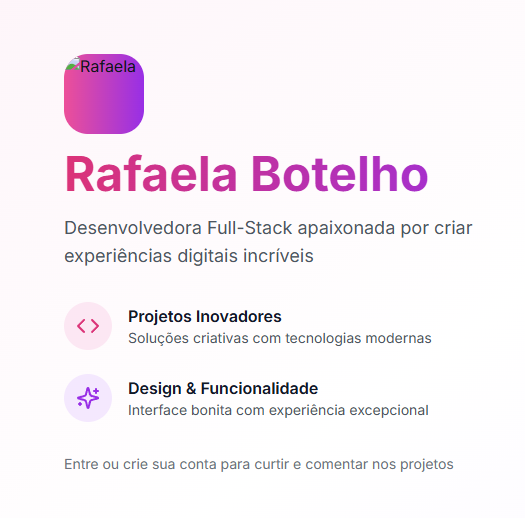 Rafaela
Rafaela Botelho
Desenvolvedora Full-Stack apaixonada por criar
experiências digitais incríveis
Projetos Inovadores
Soluções criativas com tecnologias modernas
Design & Funcionalidade
Interface bonita com experiência excepcional
Entre ou crie sua conta para curtir e comentar nos projetos